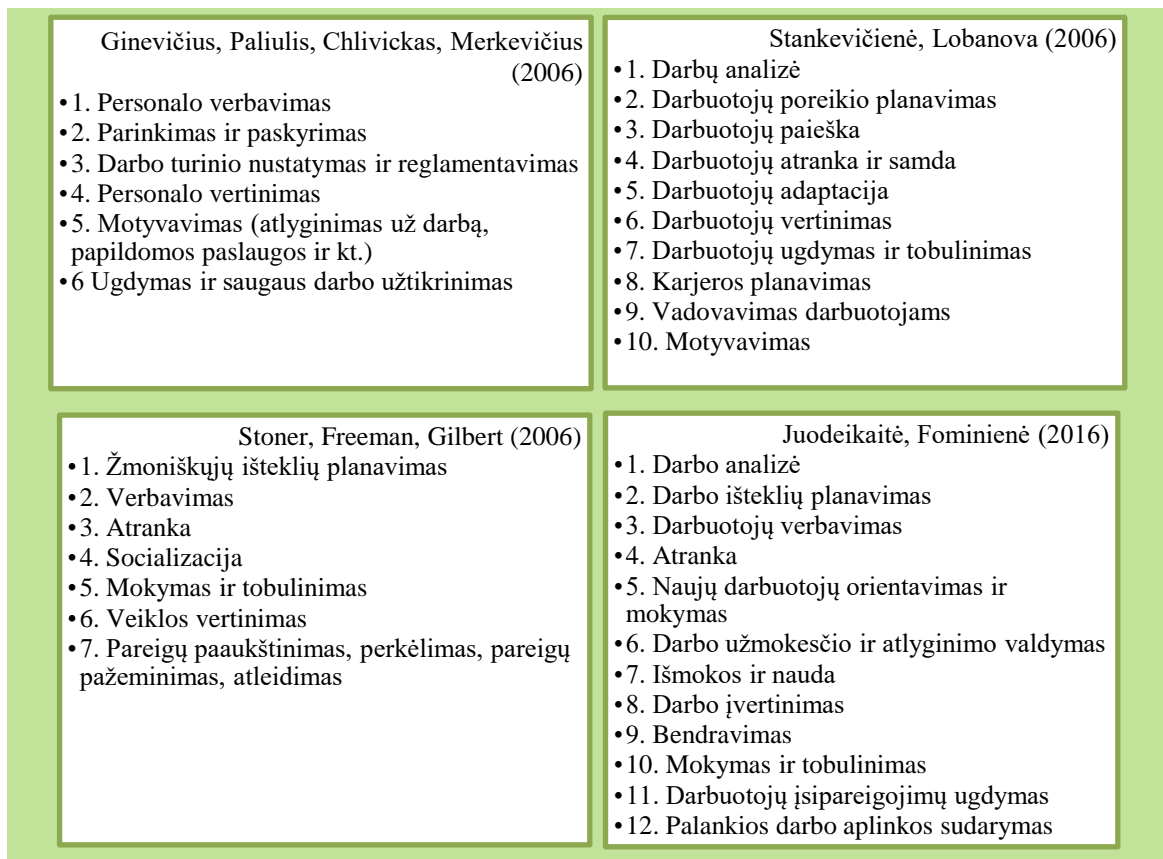 Ginevičius, Paliulis, Chlivickas, Merkevičius
(2006)
•1. Personalo verbavimas
•2. Parinkimas ir paskyrimas
•3. Darbo turinio nustatymas ir reglamentavimas
•4. Personalo vertinimas
•5. Motyvavimas (atlyginimas už darbą,
papildomos paslaugos ir kt.)
•6 Ugdymas ir saugaus darbo užtikrinimas
Stankevičienė, Lobanova (2006)
•1. Darbų analizė
•2. Darbuotojų poreikio planavimas
•3. Darbuotojų paieška
•4. Darbuotojų atranka ir samda
•5. Darbuotojų adaptacija
•6. Darbuotojų vertinimas
•7. Darbuotojų ugdymas ir tobulinimas
•8. Karjeros planavimas
•9. Vadovavimas darbuotojams
•10. Motyvavimas
Stoner, Freeman, Gilbert (2006)
•1. Žmoniškųjų išteklių planavimas
•2. Verbavimas
•3. Atranka
•4. Socializacija
•5. Mokymas ir tobulinimas
•6. Veiklos vertinimas
•7. Pareigų paaukštinimas, perkėlimas, pareigų
pažeminimas, atleidimas
Juodeikaitė, Fominienė (2016)
•1. Darbo analizė
•2. Darbo išteklių planavimas
•3. Darbuotojų verbavimas
•4. Atranka
•5. Naujų darbuotojų orientavimas ir
mokymas
•6. Darbo užmokesčio ir atlyginimo valdymas
•7. Išmokos ir nauda
•8. Darbo įvertinimas
•9. Bendravimas
•10. Mokymas ir tobulinimas
•11. Darbuotojų įsipareigojimų ugdymas
•12. Palankios darbo aplinkos sudarymas